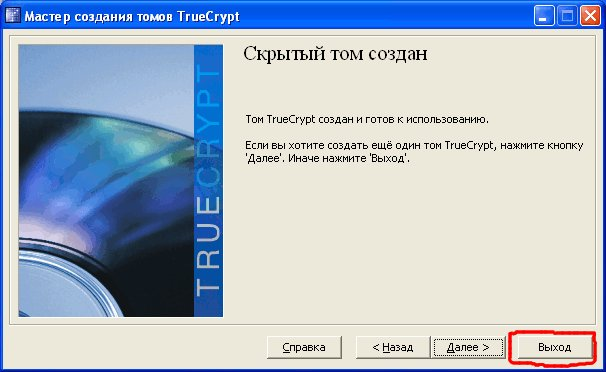 Мастер создания томов TrueCrypt
Скрытый том создан
TRUECRYPT
Том TrueCrypt создан и готов к использованию.
Если вы хотите создать ещё один том TrueCrypt, нажмите кнопку
'Далее'. Иначе нажмите 'Выход'.
Справка
< Назад
Далее >
Выход